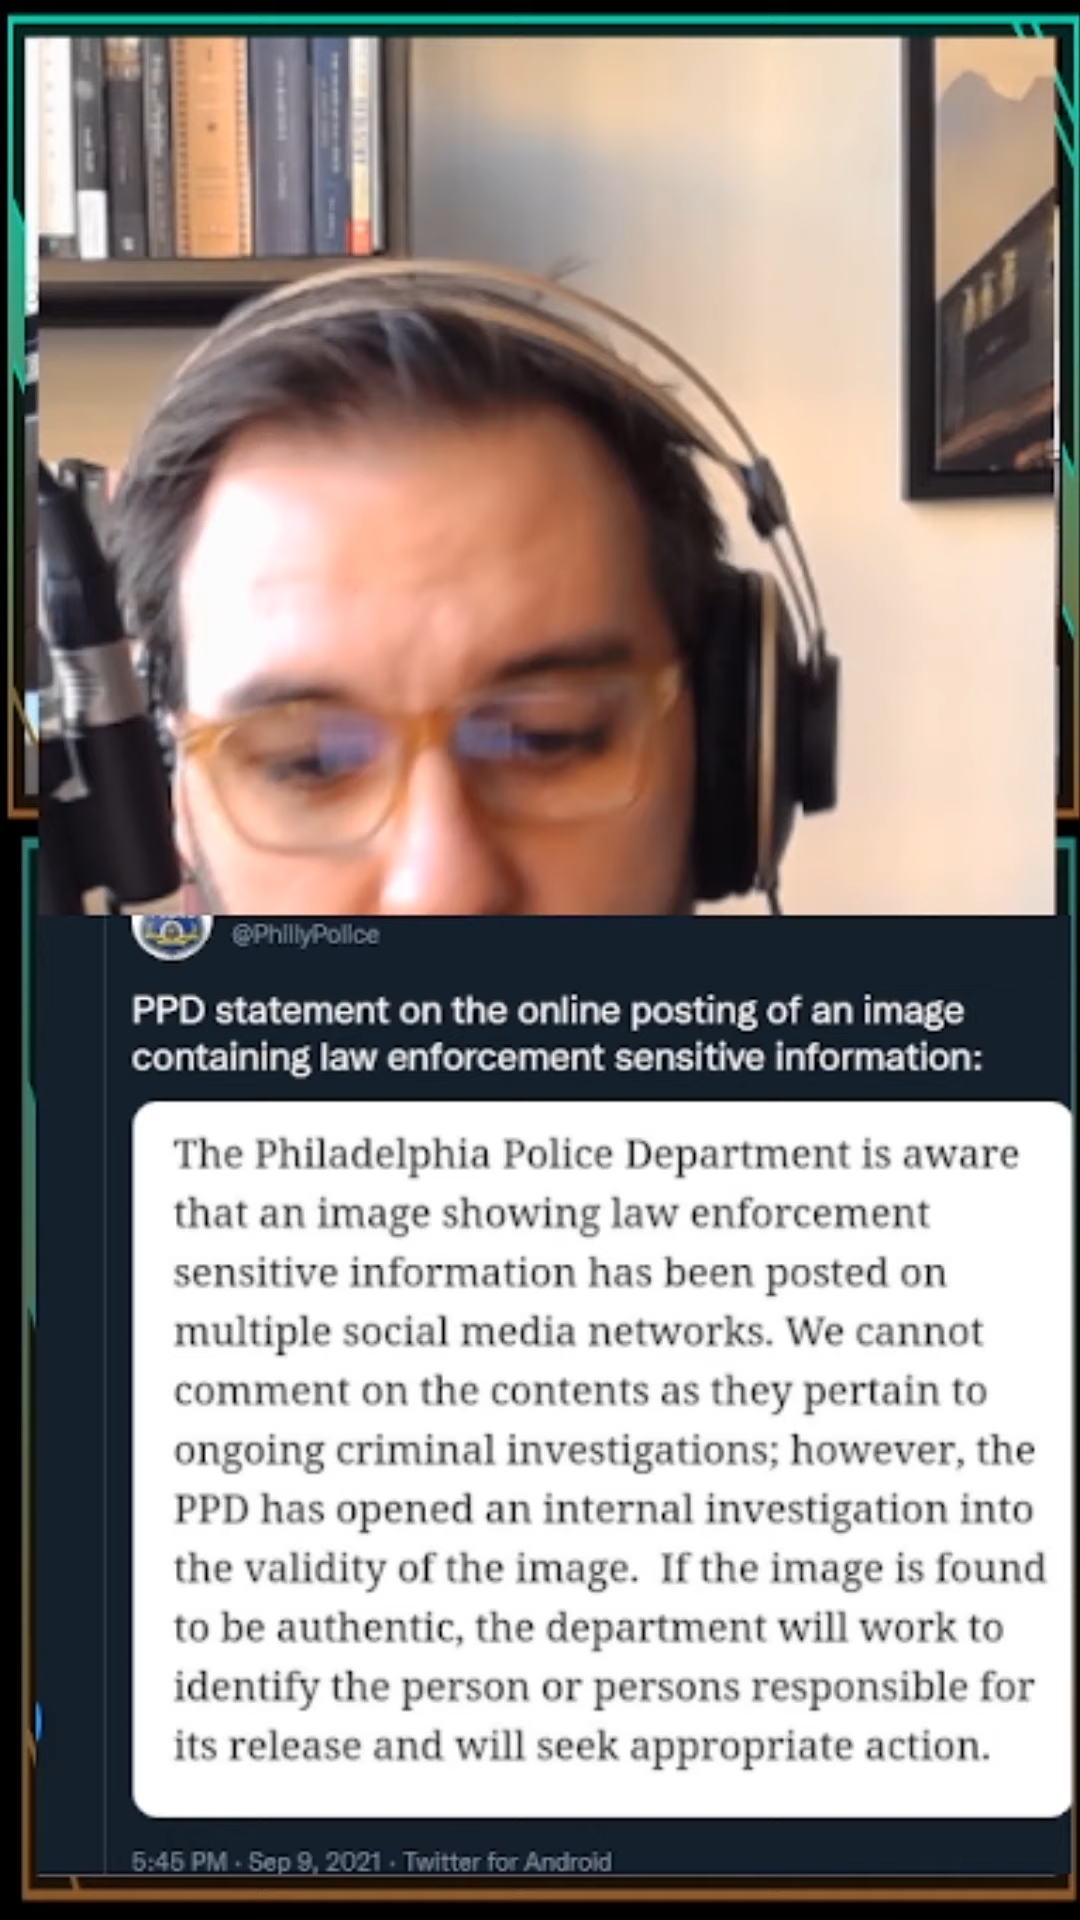 @PhillyPolice
PPD statement on the online posting of an image
containing law enforcement sensitive information:
The Philadelphia Police Department is aware
that an image showing law enforcement
sensitive information has been posted on
multiple social media networks. We cannot
comment on the contents as they pertain to
ongoing criminal investigations; however, the
PPD has opened an internal investigation into
the validity of the image. If the image is found
to be authentic, the department will work to
identify the person or persons responsible for
its release and will seek appropriate action.
5:45 PM · Sep 9, 2021 · Twitter for Android